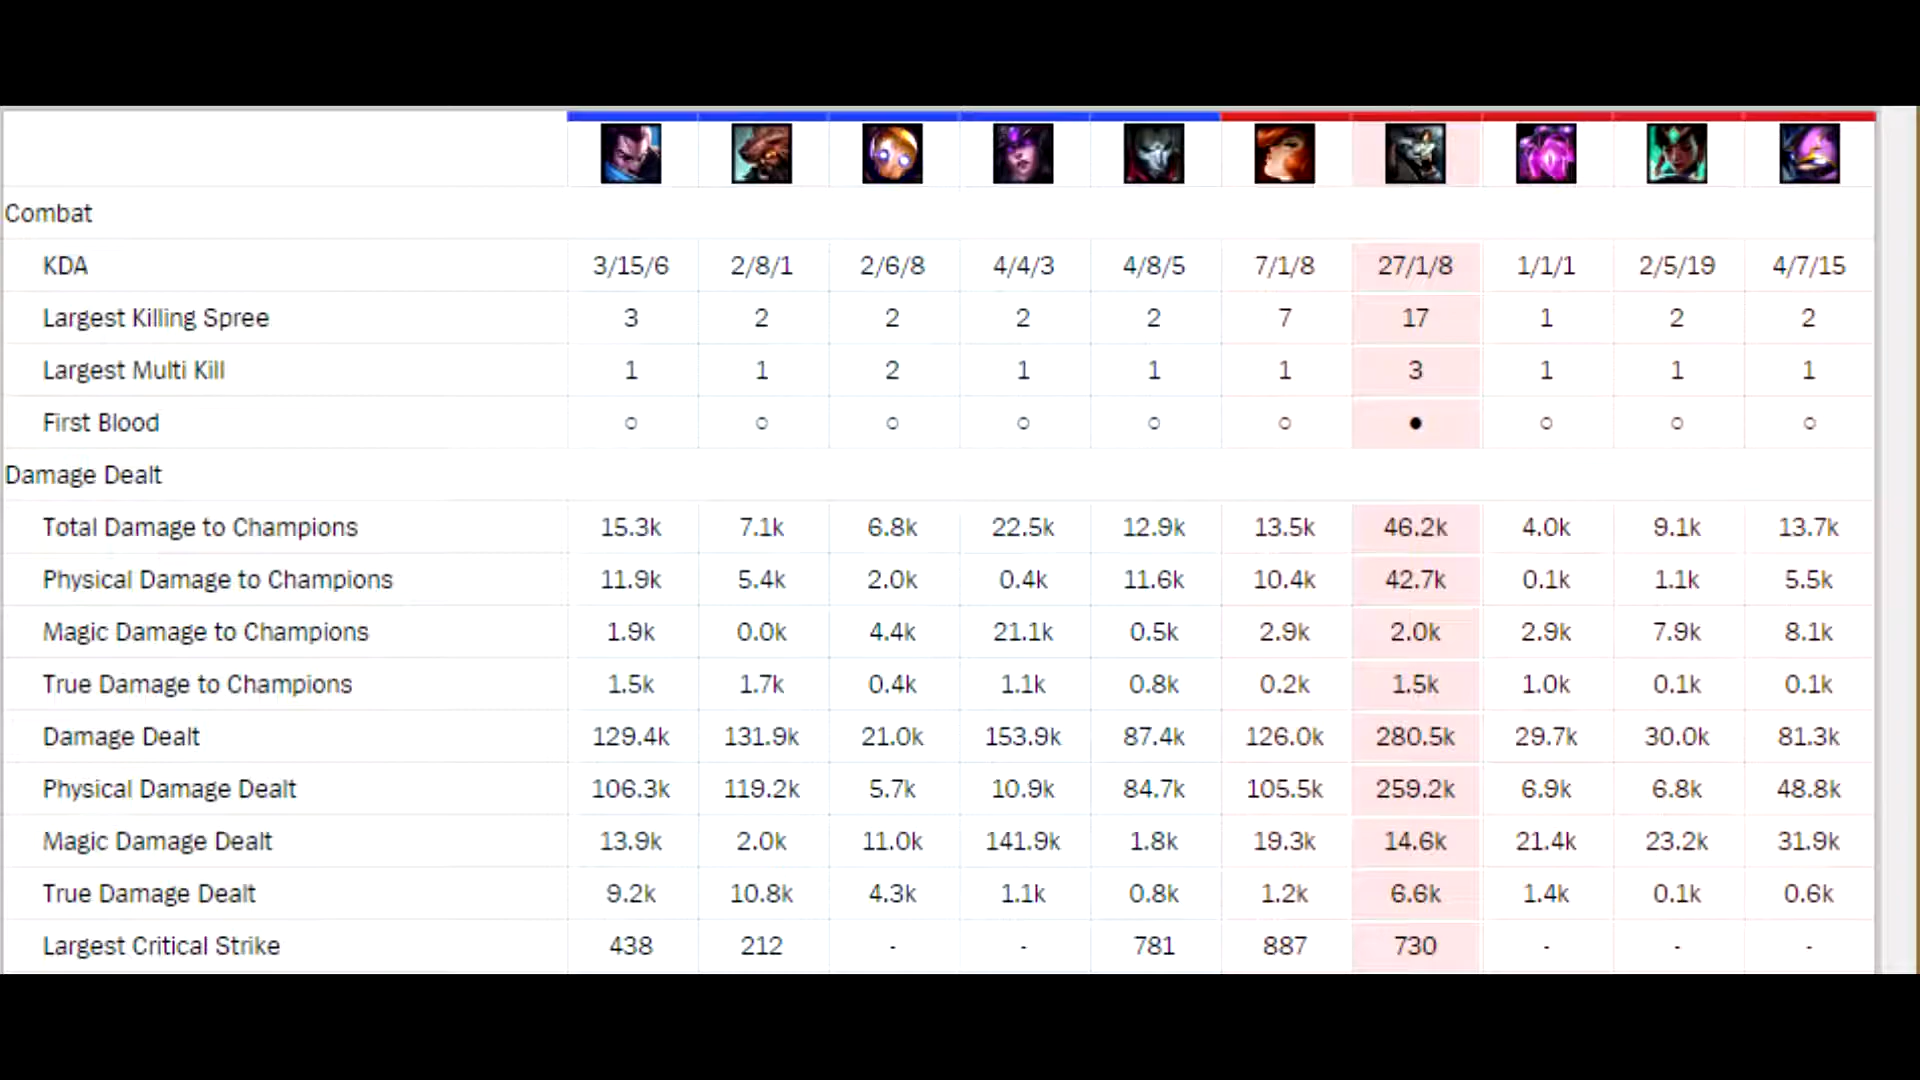 Combat
KDA 3/15/6 2/8/1 2/6/8 4/4/3 4/8/5 7/1/8 27/1/8 1/1/1 2/5/19 4/7/15
Largest Killing Spree 3 2 2 2 2 7 17 1 2 2
Largest Multi Kill 1 1 2 1 1 1 3 1 1 1
First Blood ○ ○ ○ ○ ○ ○ ● ○ ○ ○
Damage Dealt
Total Damage to Champions 15.3k 7.1k 6.8k 22.5k 12.9k 13.5k 46.2k 4.0k 9.1k 13.7k
Physical Damage to Champions 11.9k 5.4k 2.0k 0.4k 11.6k 10.4k 42.7k 0.1k 1.1k 5.5k
Magic Damage to Champions 1.9k 0.0k 4.4k 21.1k 0.5k 2.9k 2.0k 2.9k 7.9k 8.1k
True Damage to Champions 1.5k 1.7k 0.4k 1.1k 0.8k 0.2k 1.5k 1.0k 0.1k 0.1k
Damage Dealt 129.4k 131.9k 21.0k 153.9k 87.4k 126.0k 280.5k 29.7k 30.0k 81.3k
Physical Damage Dealt 106.3k 119.2k 5.7k 10.9k 84.7k 105.5k 259.2k 6.9k 6.8k 48.8k
Magic Damage Dealt 13.9k 2.0k 11.0k 141.9k 1.8k 19.3k 14.6k 21.4k 23.2k 31.9k
True Damage Dealt 9.2k 10.8k 4.3k 1.1k 0.8k 1.2k 6.6k 1.4k 0.1k 0.6k
Largest Critical Strike 438 212 - - 781 887 730 - - -